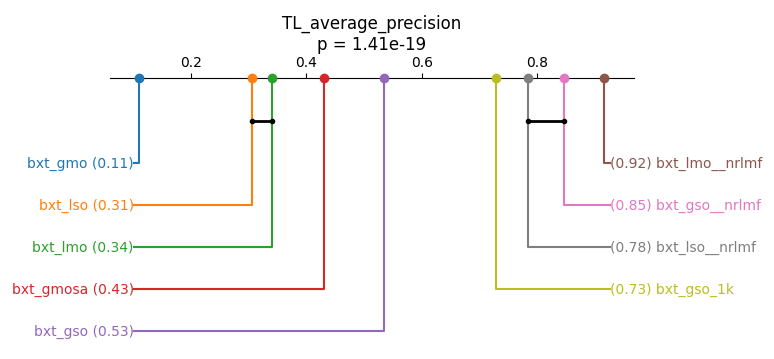 TL_average_precision
p = 1.41e-19
0.2 0.4 0.6 0.8
bxt_gmo (0.11) (0.92) bxt_lmo__nrlmf
bxt_lso (0.31) (0.85) bxt_gso__nrlmf
bxt_lmo (0.34) (0.78) bxt_lso__nrlmf
bxt_gmosa (0.43) (0.73) bxt_gso_1k
bxt_gso (0.53)